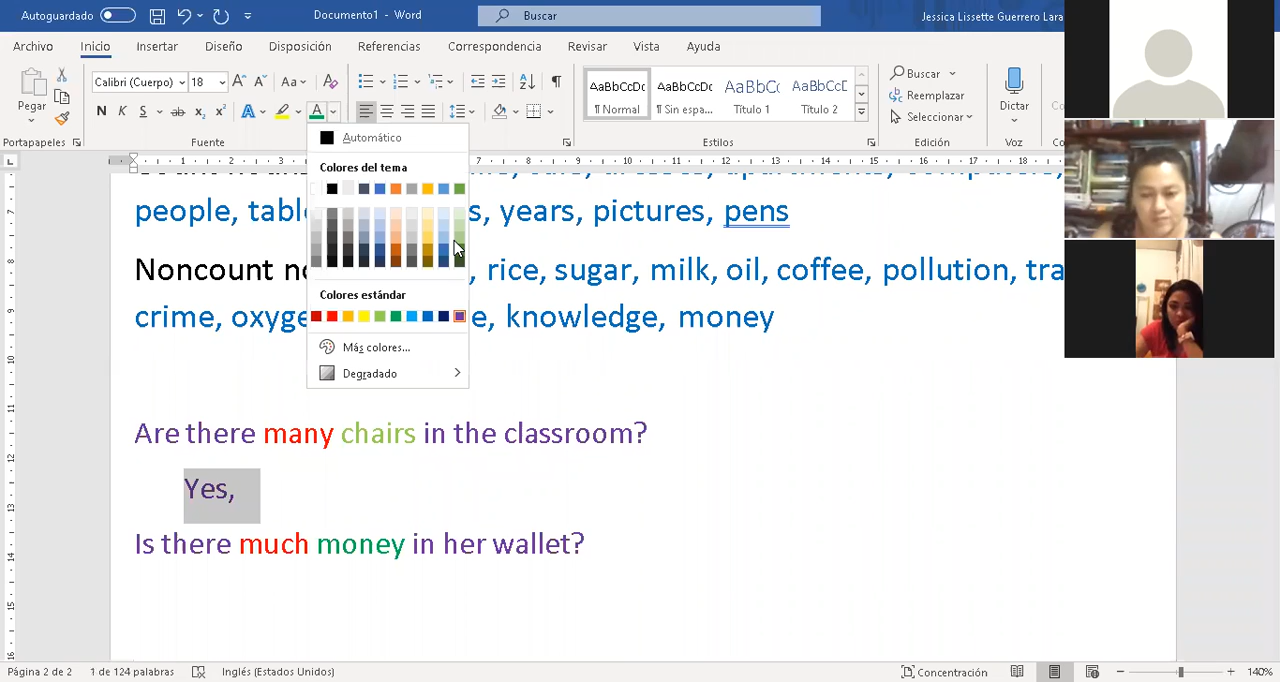 Autoguardado
Documento1 - Word
Buscar
Jessica Lissette Guerrero Lara
Archivo Inicio Insertar Diseño Disposición Referencias Correspondencia Revisar Vista Ayuda
Pegar
Calibri (Cuerpo) 18
AaBbCcDc ¶ Normal
AaBbCcDc ¶ Sin espa...
AaBbCc Título 1
AaBbCcD Título 2
Buscar
Reemplazar
Seleccionar
Dictar
Portapapeles Fuente Estilos Edición Voz
Automático
Colores del tema
Colores estándar
Más colores...
Degradado
people, years, pictures, pens
Noncount rice, sugar, milk, oil, coffee, pollution,
crime, knowledge, money
Are there many chairs in the classroom?
Yes,
Is there much money in her wallet?
Página 2 de 2 1 de 124 palabras Inglés (Estados Unidos) Concentración 140%